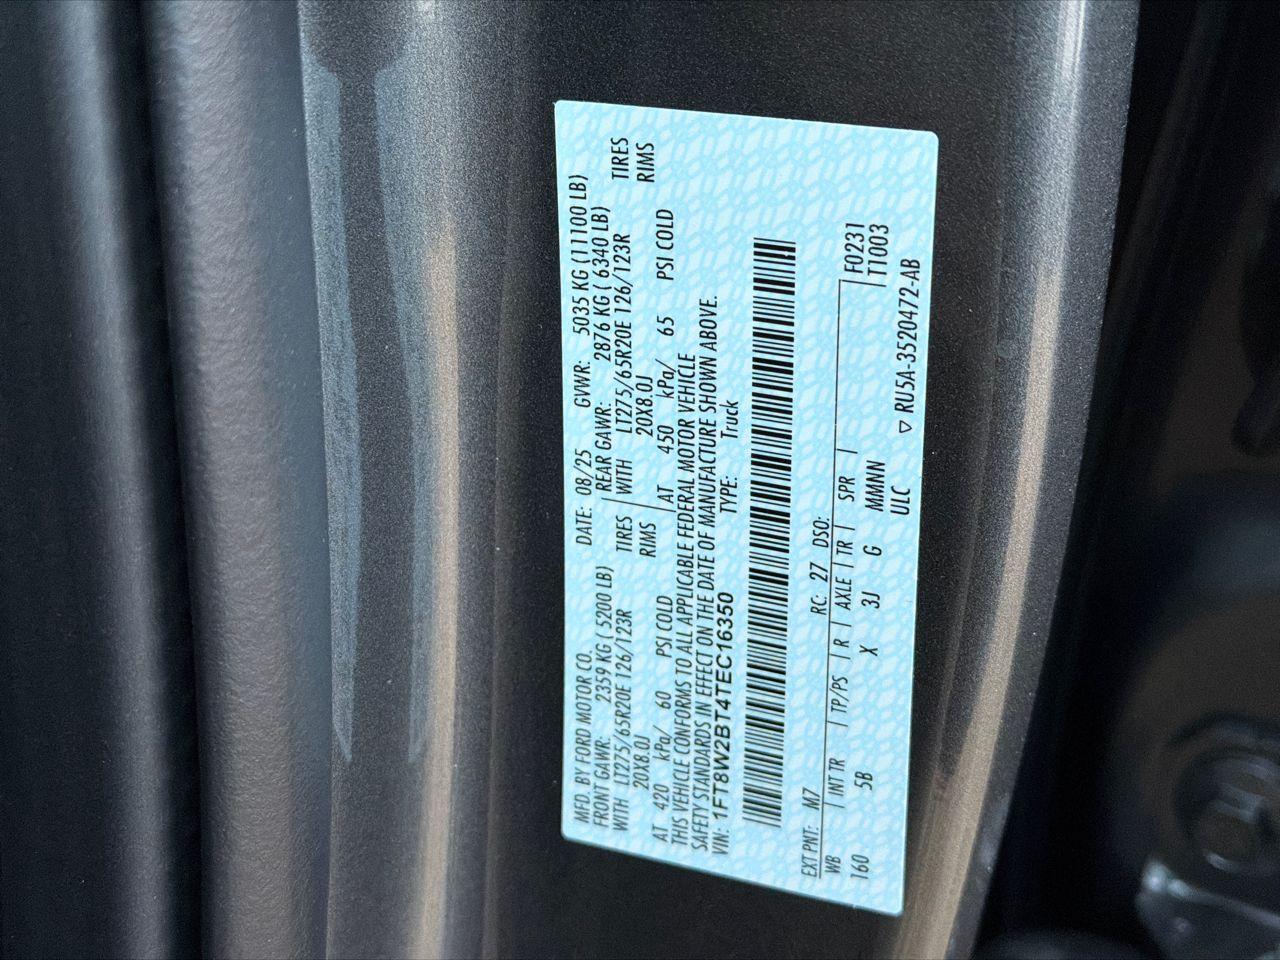 MFD. BY FORD MOTOR CO. DATE: 08/25 GVWR: 5035 KG (11100 LB)
FRONT GAWR: 2359 KG ( 5200 LB) REAR GAWR: 2876 KG ( 6340 LB)
WITH LT275/65R20E 126/123R TIRES WITH LT275/65R20E 126/123R TIRES
20X8.0J RIMS 20X8.0J RIMS
AT 420 kPa/ 60 PSI COLD AT 450 kPa/ 65 PSI COLD
THIS VEHICLE CONFORMS TO ALL APPLICABLE FEDERAL MOTOR VEHICLE
SAFETY STANDARDS IN EFFECT ON THE DATE OF MANUFACTURE SHOWN ABOVE.
VIN: 1FT8W2BT4TEC16350 TYPE: Truck
EXT PNT: M7 RC: 27 DSO:
WB INT TR TP/PS R AXLE TR SPR F0231
160 5B X 3J G MMNN T1003
ULC ▽ RU5A-3520472-AB